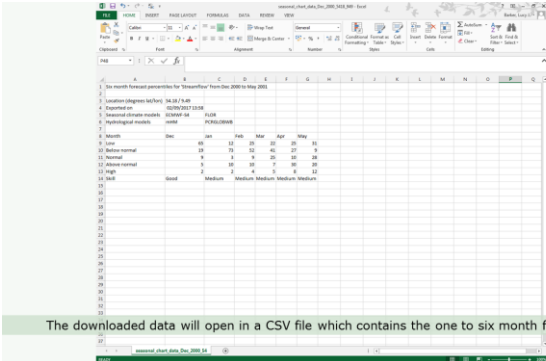 seasonal_chart_data_Dec_2000_5410_949 - Excel
FILE HOME INSERT PAGE LAYOUT FORMULAS DATA REVIEW VIEW
Calibri General
Wrap Text
Merge & Center
Paste Conditional Formatting Format as Table Cell Styles Insert Delete Format AutoSum Fill Clear Sort & Filter Find & Select
Clipboard Font Alignment Number Styles Cells Editing
P48
A B C D E F G H I J K L M N O P Q
1 Six month forecast percentiles for 'Streamflow' from Dec 2000 to May 2001
2
3 Location (degrees lat/lon) 54.10 / 9.49
4 Exported on 02/09/2017 13:59
5 Seasonal climate models ECMWF-S4 FLOR
6 Hydrological models mHM PCRGLOBWB
7
8 Month Dec Jan Feb Mar Apr May
9 Low 65 12 25 22 25 31
10 Below normal 19 73 52 41 27 9
11 Normal 9 3 9 25 10 28
12 Above normal 5 10 10 7 30 20
13 High 2 2 4 5 8 12
14 Skill Good Medium Medium Medium Medium Medium
The downloaded data will open in a CSV file which contains the one to six month f
seasonal_chart_data_Dec_2000_54
READY